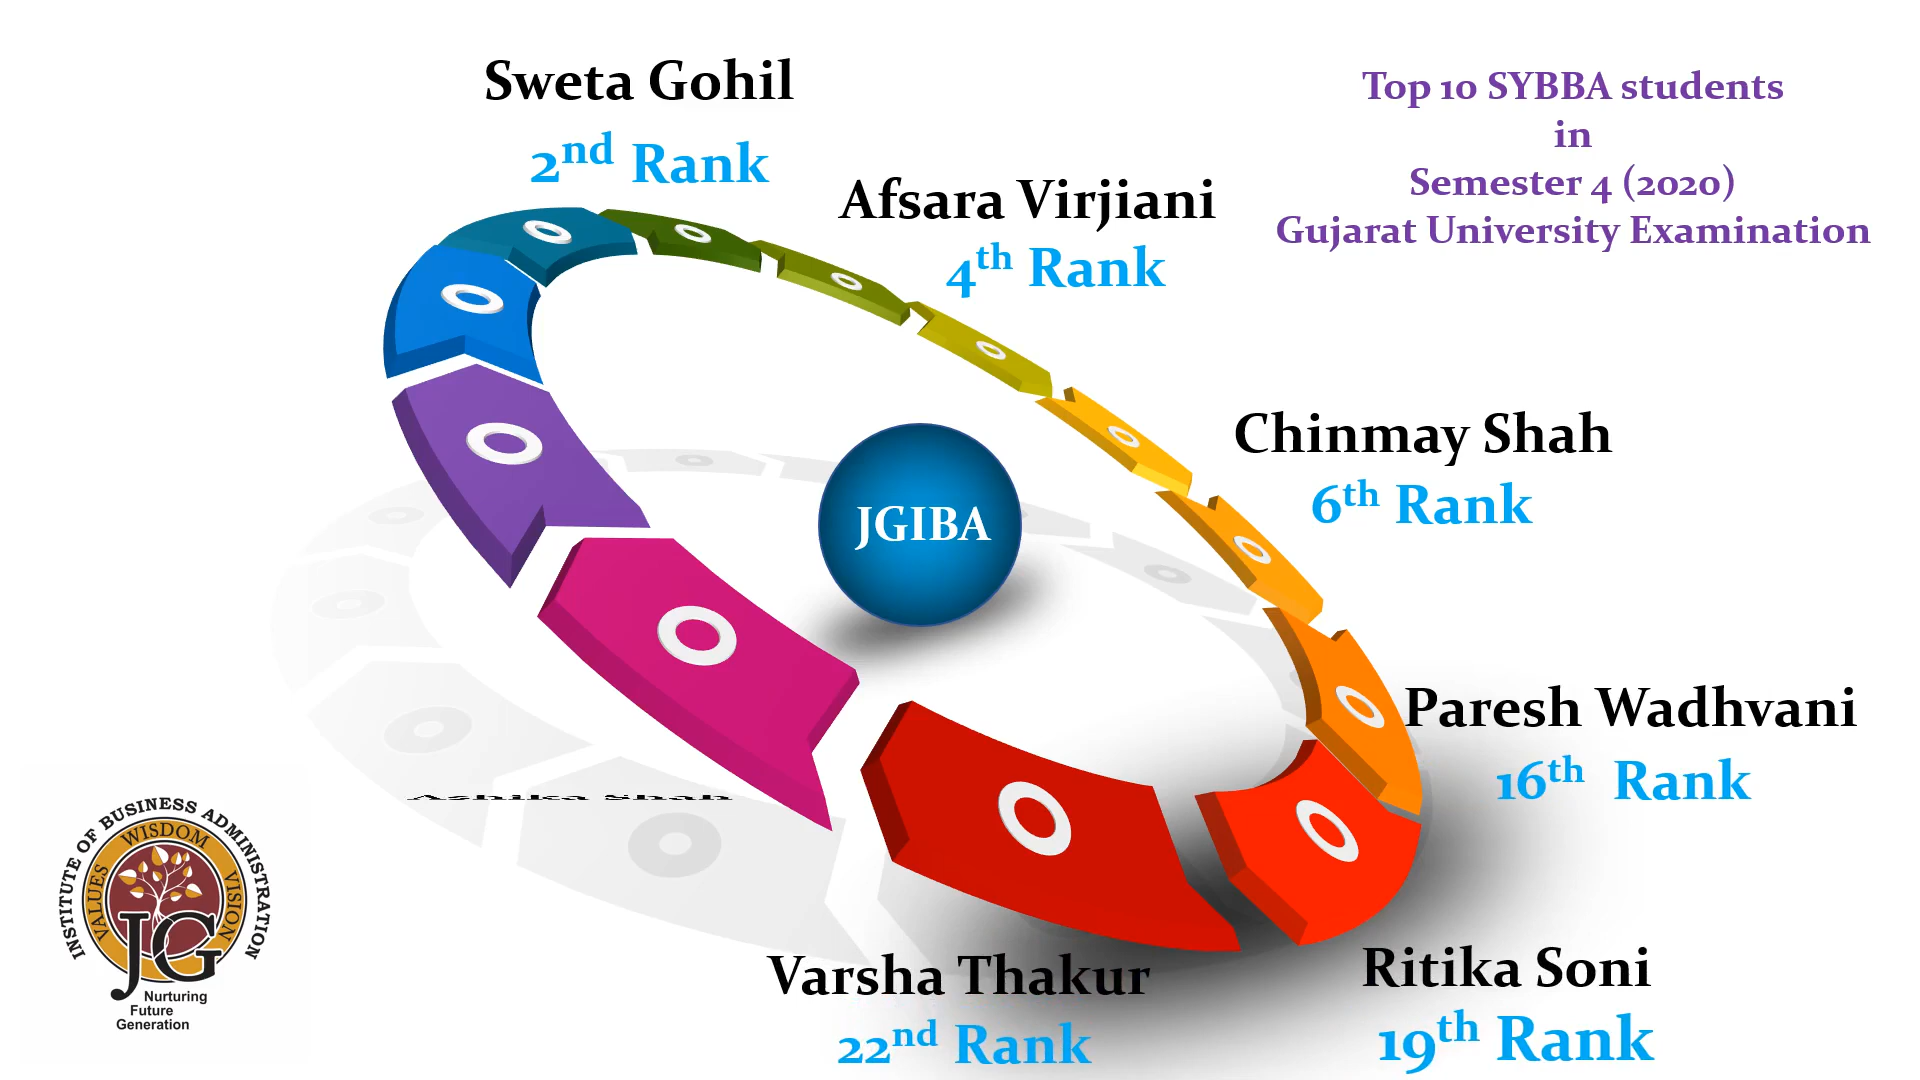 Sweta Gohil
2nd Rank
Top 10 SYBBA students
in
Semester 4 (2020)
Gujarat University Examination
Afsara Virjiani
4th Rank
Chinmay Shah
6th Rank
JGIBA
Paresh Wadhvani
16th Rank
Ashika Shah
Ritika Soni
19th Rank
Varsha Thakur
22nd Rank
INSTITUTE OF BUSINESS ADMINISTRATION
VALUES WISDOM VISION
JG
Nurturing
Future
Generation